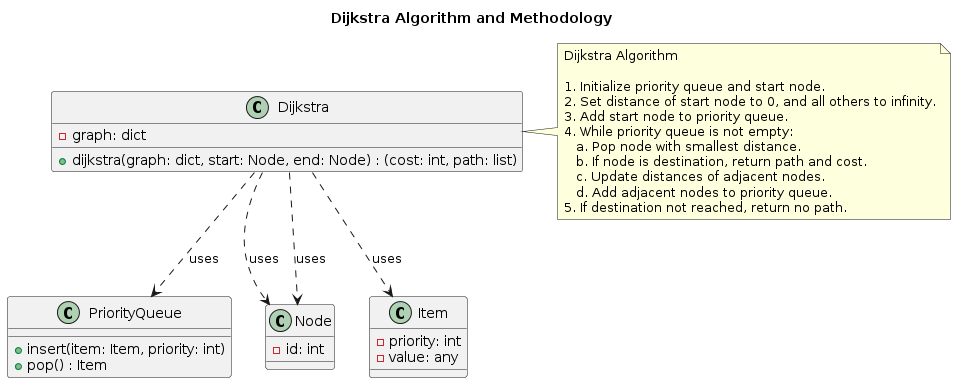 Dijkstra Algorithm and Methodology
Dijkstra Algorithm
1. Initialize priority queue and start node.
2. Set distance of start node to 0, and all others to infinity.
3. Add start node to priority queue.
4. While priority queue is not empty:
a. Pop node with smallest distance.
b. If node is destination, return path and cost.
c. Update distances of adjacent nodes.
d. Add adjacent nodes to priority queue.
5. If destination not reached, return no path.
C Dijkstra
graph: dict
dijkstra(graph: dict, start: Node, end: Node) : (cost: int, path: list)
uses
uses
uses
uses
C PriorityQueue
insert(item: Item, priority: int)
pop() : Item
C Node
id: int
C Item
priority: int
value: any